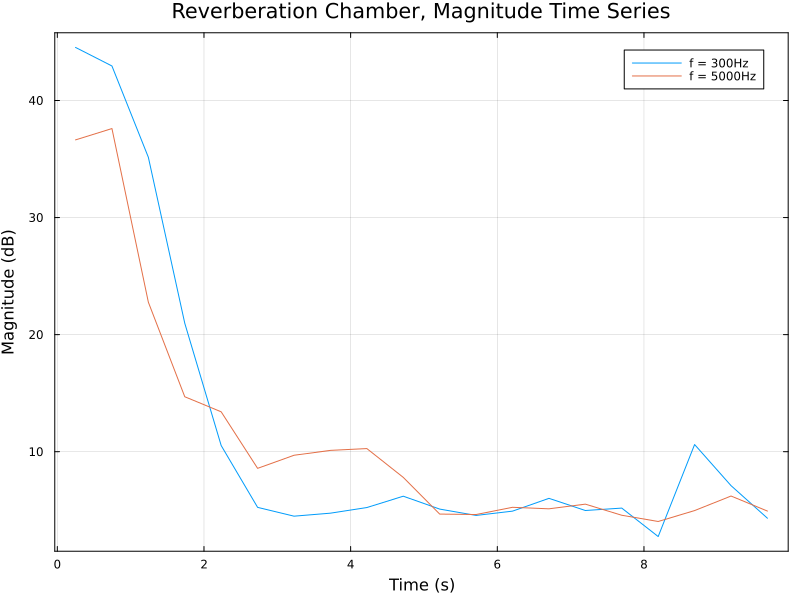 Reverberation Chamber, Magnitude Time Series
f = 300Hz
f = 5000Hz
Magnitude (dB)
40
30
20
10
0 2 4 6 8
Time (s)